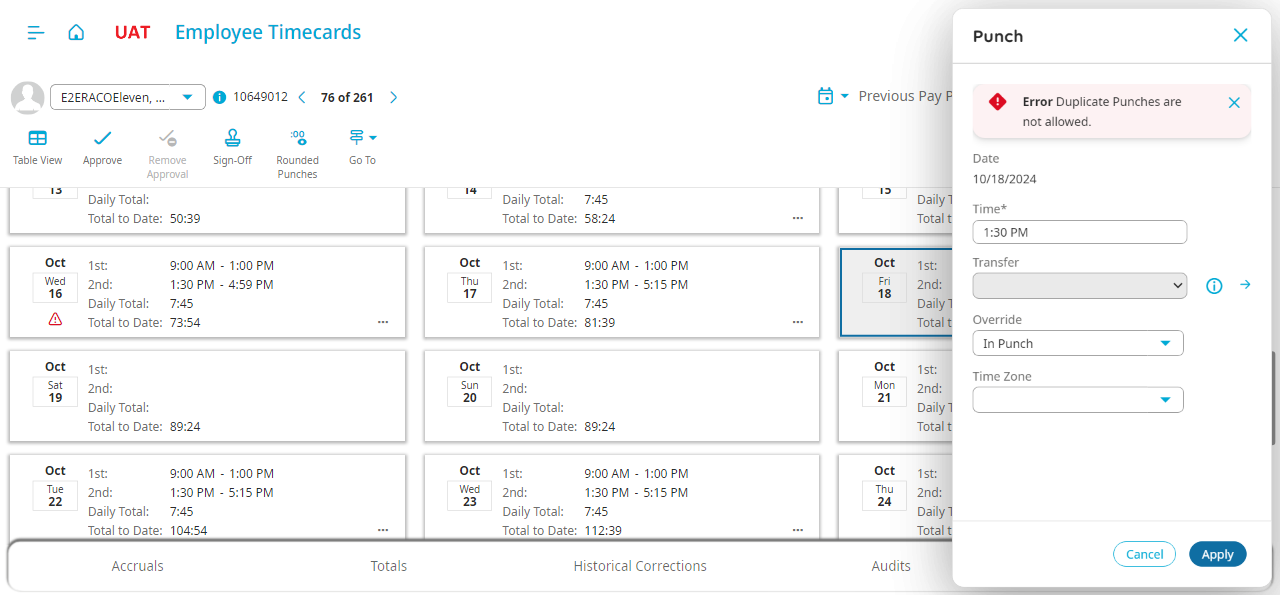 UAT Employee Timecards
E2ERACOEleven, ... 10649012 76 of 261 Previous Pay P
Table View Approve Remove Approval Sign-Off Rounded Punches Go To
13
Daily Total:
Total to Date: 50:39
14
Daily Total: 7:45
Total to Date: 58:24
15
Daily T
Total t
Oct
Wed
16
1st: 9:00 AM - 1:00 PM
2nd: 1:30 PM - 4:59 PM
Daily Total: 7:45
Total to Date: 73:54
Oct
Thu
17
1st: 9:00 AM - 1:00 PM
2nd: 1:30 PM - 5:15 PM
Daily Total: 7:45
Total to Date: 81:39
Oct
Fri
18
1st:
2nd:
Daily T
Total t
Oct
Sat
19
1st:
2nd:
Daily Total:
Total to Date: 89:24
Oct
Sun
20
1st:
2nd:
Daily Total:
Total to Date: 89:24
Oct
Mon
21
1st:
2nd:
Daily T
Total t
Oct
Tue
22
1st: 9:00 AM - 1:00 PM
2nd: 1:30 PM - 5:15 PM
Daily Total: 7:45
Total to Date: 104:54
Oct
Wed
23
1st: 9:00 AM - 1:00 PM
2nd: 1:30 PM - 5:15 PM
Daily Total: 7:45
Total to Date: 112:39
Oct
Thu
24
1st:
2nd:
Daily T
Total t
Accruals Totals Historical Corrections Audits
Punch
Error Duplicate Punches are
not allowed.
Date
10/18/2024
Time*
1:30 PM
Transfer
Override
In Punch
Time Zone
Cancel Apply